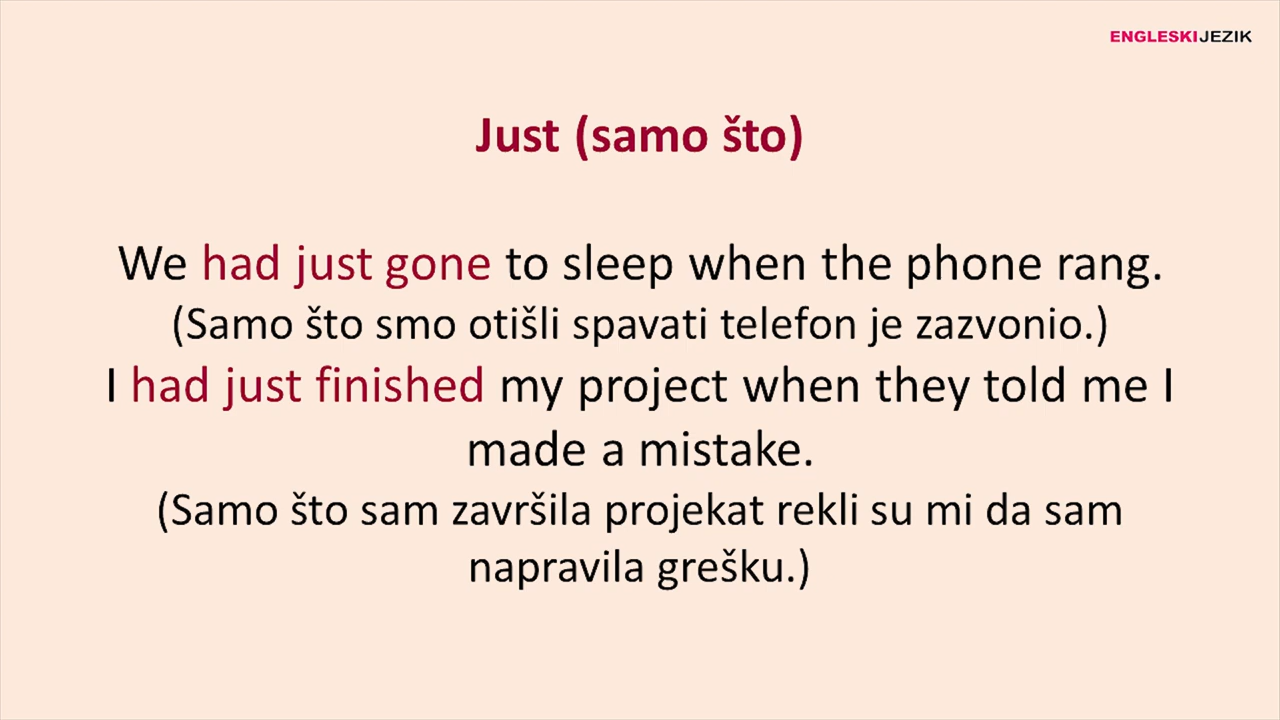 ENGLESKIJEZIK
Just (samo što)
We had just gone to sleep when the phone rang.
(Samo što smo otišli spavati telefon je zazvonio.)
I had just finished my project when they told me I
made a mistake.
(Samo što sam završila projekat rekli su mi da sam
napravila grešku.)